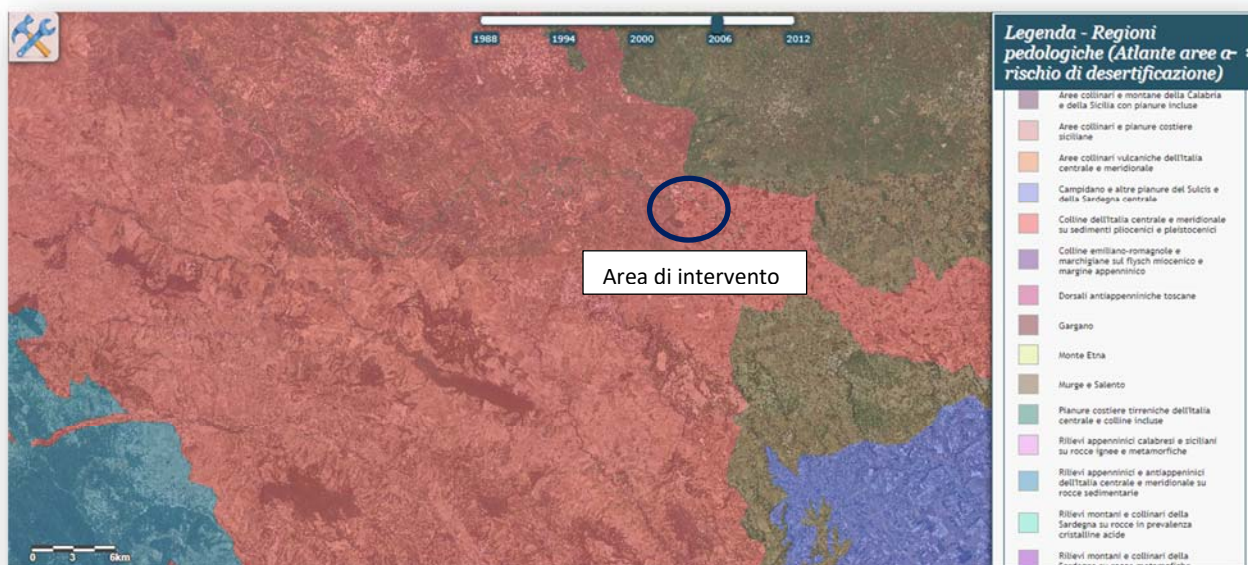 1988 1994 2000 2006 2012
Area di intervento
0 3 6km
Legenda - Regioni
pedologiche (Atlante aree a-
rischio di desertificazione)
Aree collinari e montane della Calabria
e della Sicilia con pianure incluse
Aree collinari e pianure costiere
siciliane
Aree collinari vulcaniche dell'Italia
centrale e meridionale
Campidano e altre pianure del Sulcis e
della Sardegna centrale
Colline dell'Italia centrale e meridionale
su sedimenti pliocenici e pleistocenici
Colline emiliano-romagnole e
marchigiane sul flysch miocenico e
margine appenninico
Dorsali antiappenniniche toscane
Gargano
Monte Etna
Murge e Salento
Pianure costiere tirreniche dell'Italia
centrale e colline incluse
Rilievi appenninici calabresi e siciliani
su rocce ignee e metamorfiche
Rilievi appenninici e antiappeninici
dell'Italia centrale e meridionale su
rocce sedimentarie
Rilievi montani e collinari della
Sardegna su rocce in prevalenza
cristalline acide
Rilievi montani e collinari della
Sardegna su rocce metamorfiche